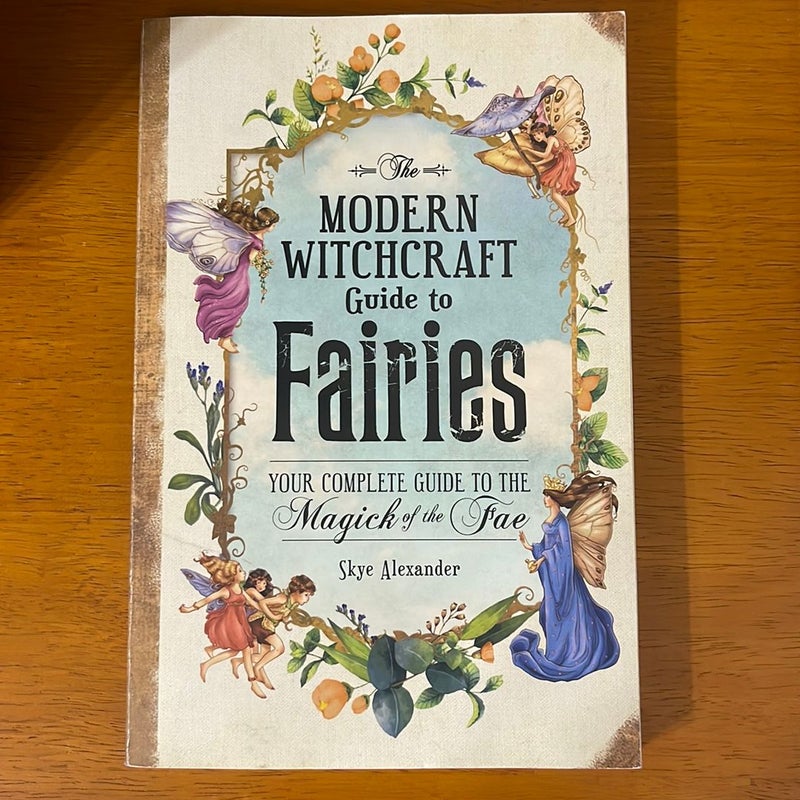 The
MODERN
WITCHCRAFT
Guide to
Fairies
YOUR COMPLETE GUIDE TO THE
Magick of the Fae
Skye Alexander